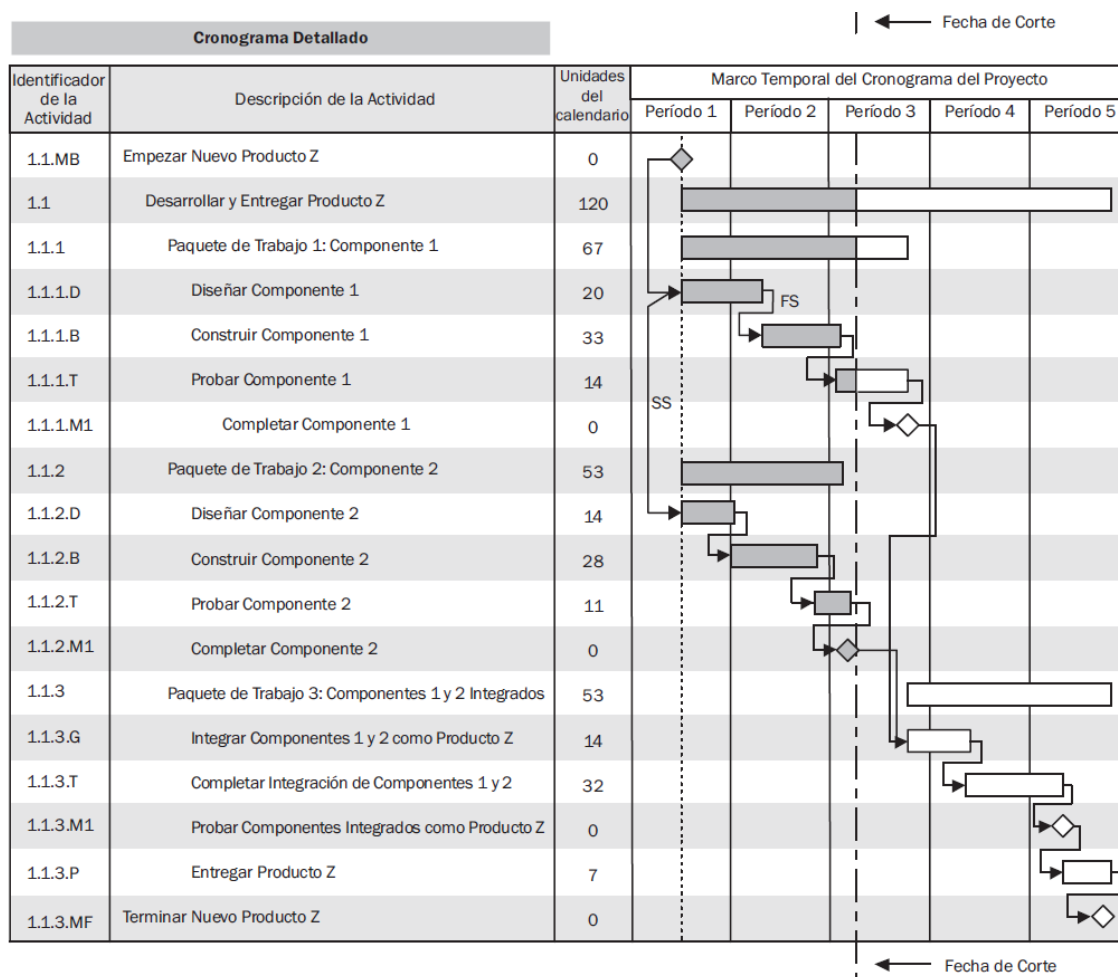 Fecha de Corte
Cronograma Detallado
Identificador de la Actividad
Descripción de la Actividad
Unidades del calendario
Marco Temporal del Cronograma del Proyecto
Período 1 Período 2 Período 3 Período 4 Período 5
1.1.MB Empezar Nuevo Producto Z 0
1.1 Desarrollar y Entregar Producto Z 120
1.1.1 Paquete de Trabajo 1: Componente 1 67
1.1.1.D Diseñar Componente 1 20
FS
1.1.1.B Construir Componente 1 33
1.1.1.T Probar Componente 1 14
SS
1.1.1.M1 Completar Componente 1 0
1.1.2 Paquete de Trabajo 2: Componente 2 53
1.1.2.D Diseñar Componente 2 14
1.1.2.B Construir Componente 2 28
1.1.2.T Probar Componente 2 11
1.1.2.M1 Completar Componente 2 0
1.1.3 Paquete de Trabajo 3: Componentes 1 y 2 Integrados 53
1.1.3.G Integrar Componentes 1 y 2 como Producto Z 14
1.1.3.T Completar Integración de Componentes 1 y 2 32
1.1.3.M1 Probar Componentes Integrados como Producto Z 0
1.1.3.P Entregar Producto Z 7
1.1.3.MF Terminar Nuevo Producto Z 0
Fecha de Corte